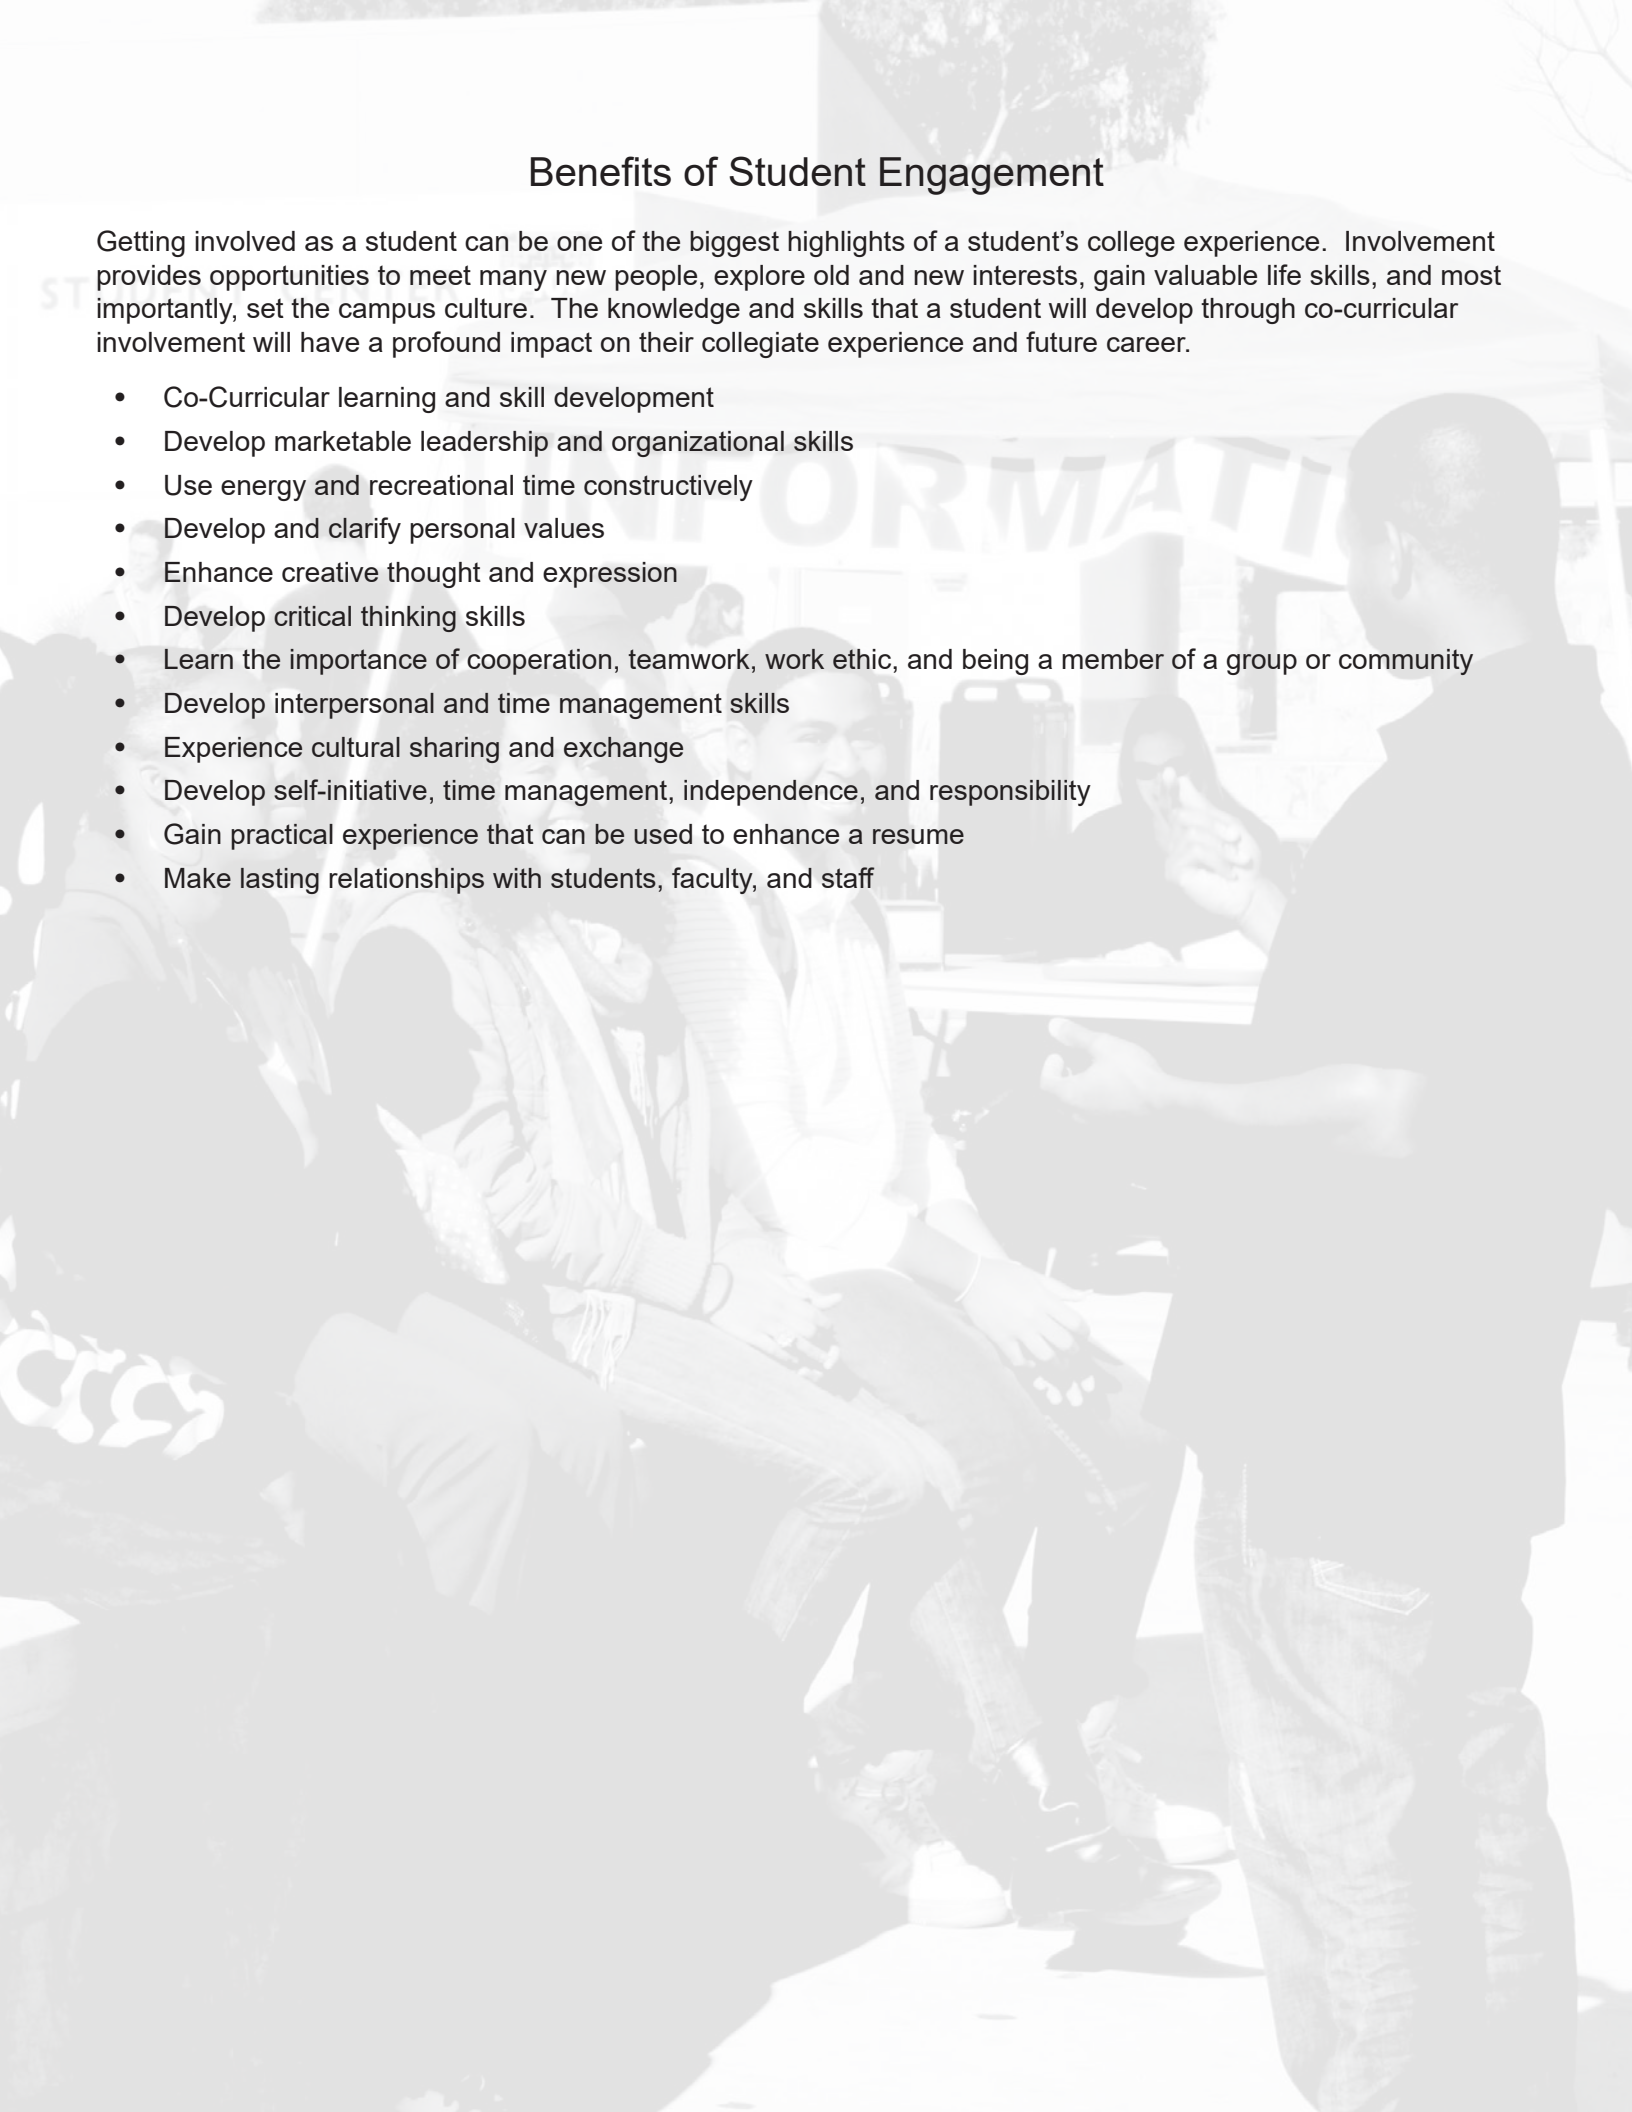 Benefits of Student Engagement
Getting involved as a student can be one of the biggest highlights of a student’s college experience.  Involvement
provides opportunities to meet many new people, explore old and new interests, gain valuable life skills, and most
importantly, set the campus culture.  The knowledge and skills that a student will develop through co-curricular
involvement will have a profound impact on their collegiate experience and future career.
• Co-Curricular learning and skill development
• Develop marketable leadership and organizational skills
• Use energy and recreational time constructively
• Develop and clarify personal values
• Enhance creative thought and expression
• Develop critical thinking skills
• Learn the importance of cooperation, teamwork, work ethic, and being a member of a group or community
• Develop interpersonal and time management skills
• Experience cultural sharing and exchange
• Develop self-initiative, time management, independence, and responsibility
• Gain practical experience that can be used to enhance a resume
• Make lasting relationships with students, faculty, and staff
STUDENT CENTER
INFORMATI